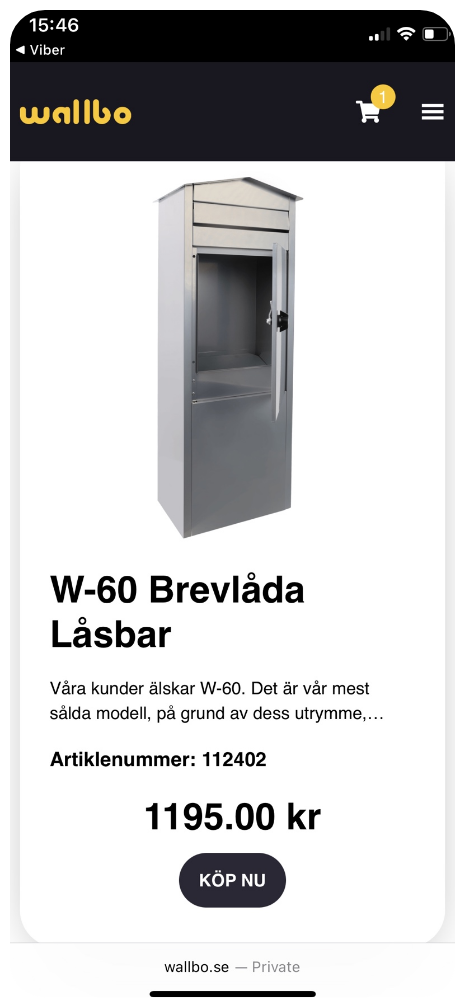 15:46
◀ Viber
wallbo
1
W-60 Brevlåda
Låsbar
Våra kunder älskar W-60. Det är vår mest
sålda modell, på grund av dess utrymme,…
Artiklenummer: 112402
1195.00 kr
KÖP NU
wallbo.se — Private